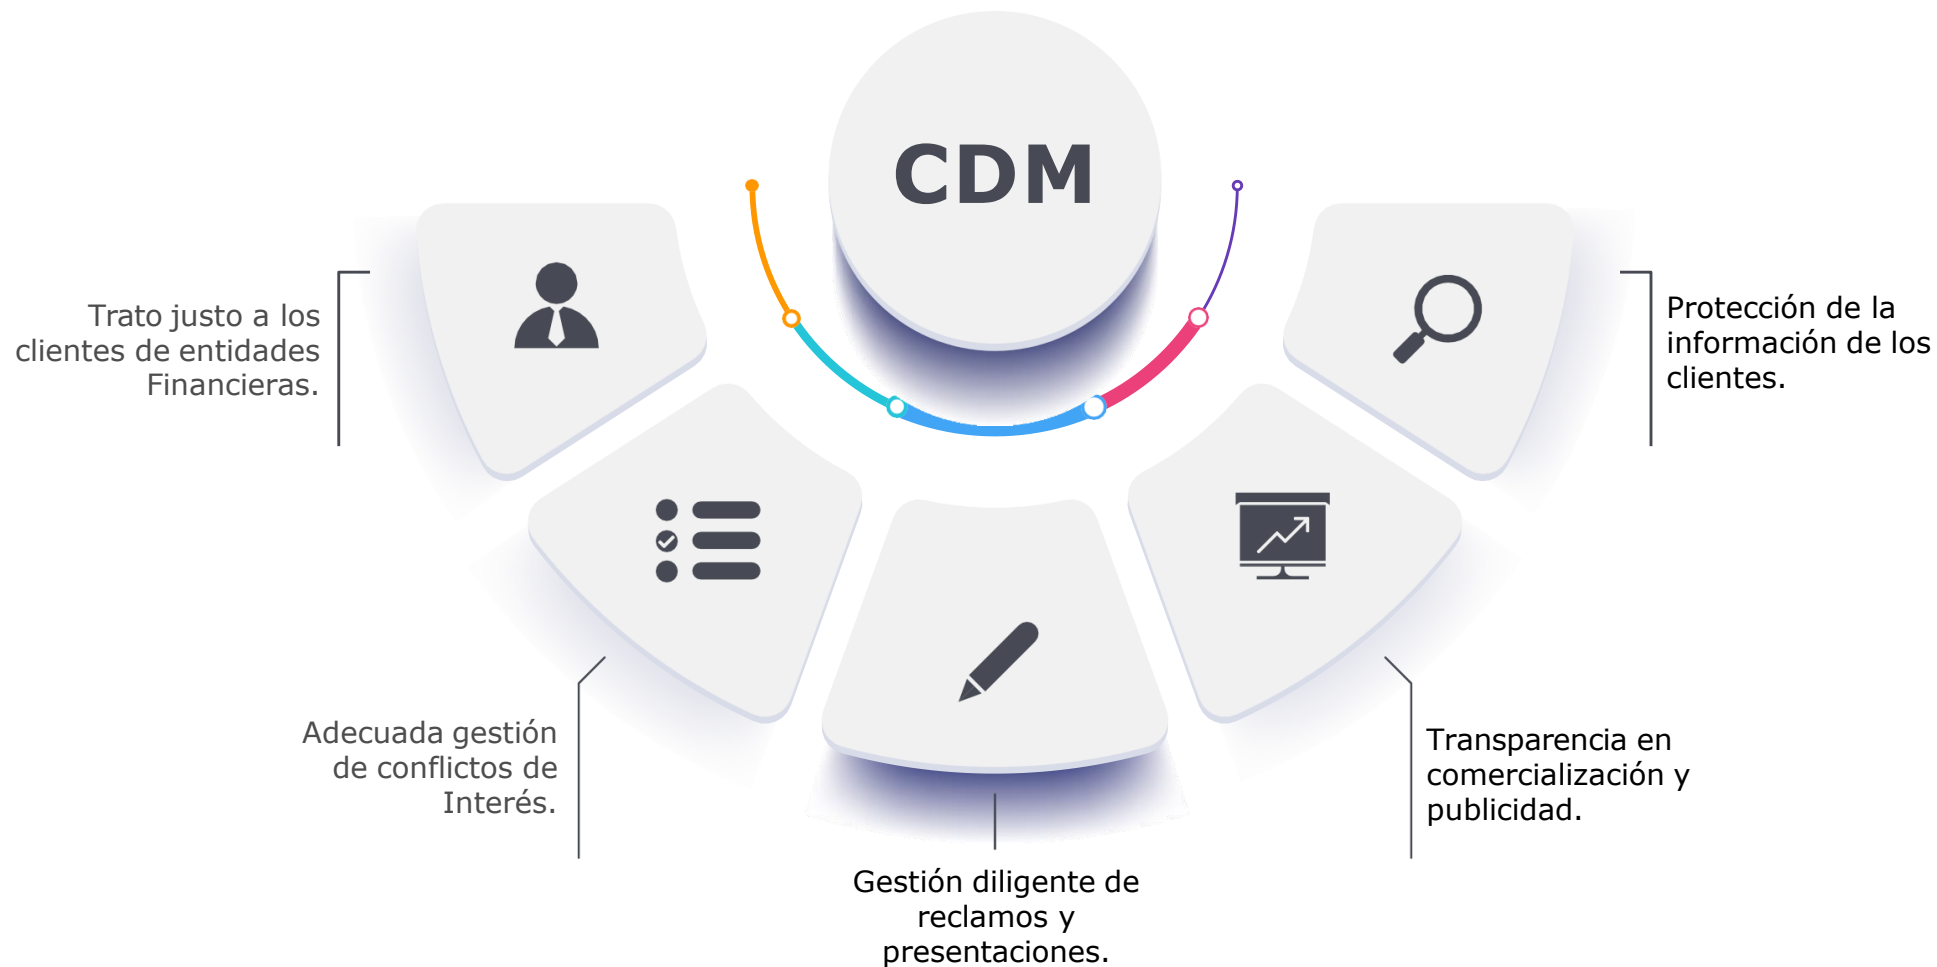 CDM
Trato justo a los
clientes de entidades
Financieras.
Adecuada gestión
de conflictos de
Interés.
Gestión diligente de
reclamos y
presentaciones.
Transparencia en
comercialización y
publicidad.
Protección de la
información de los
clientes.